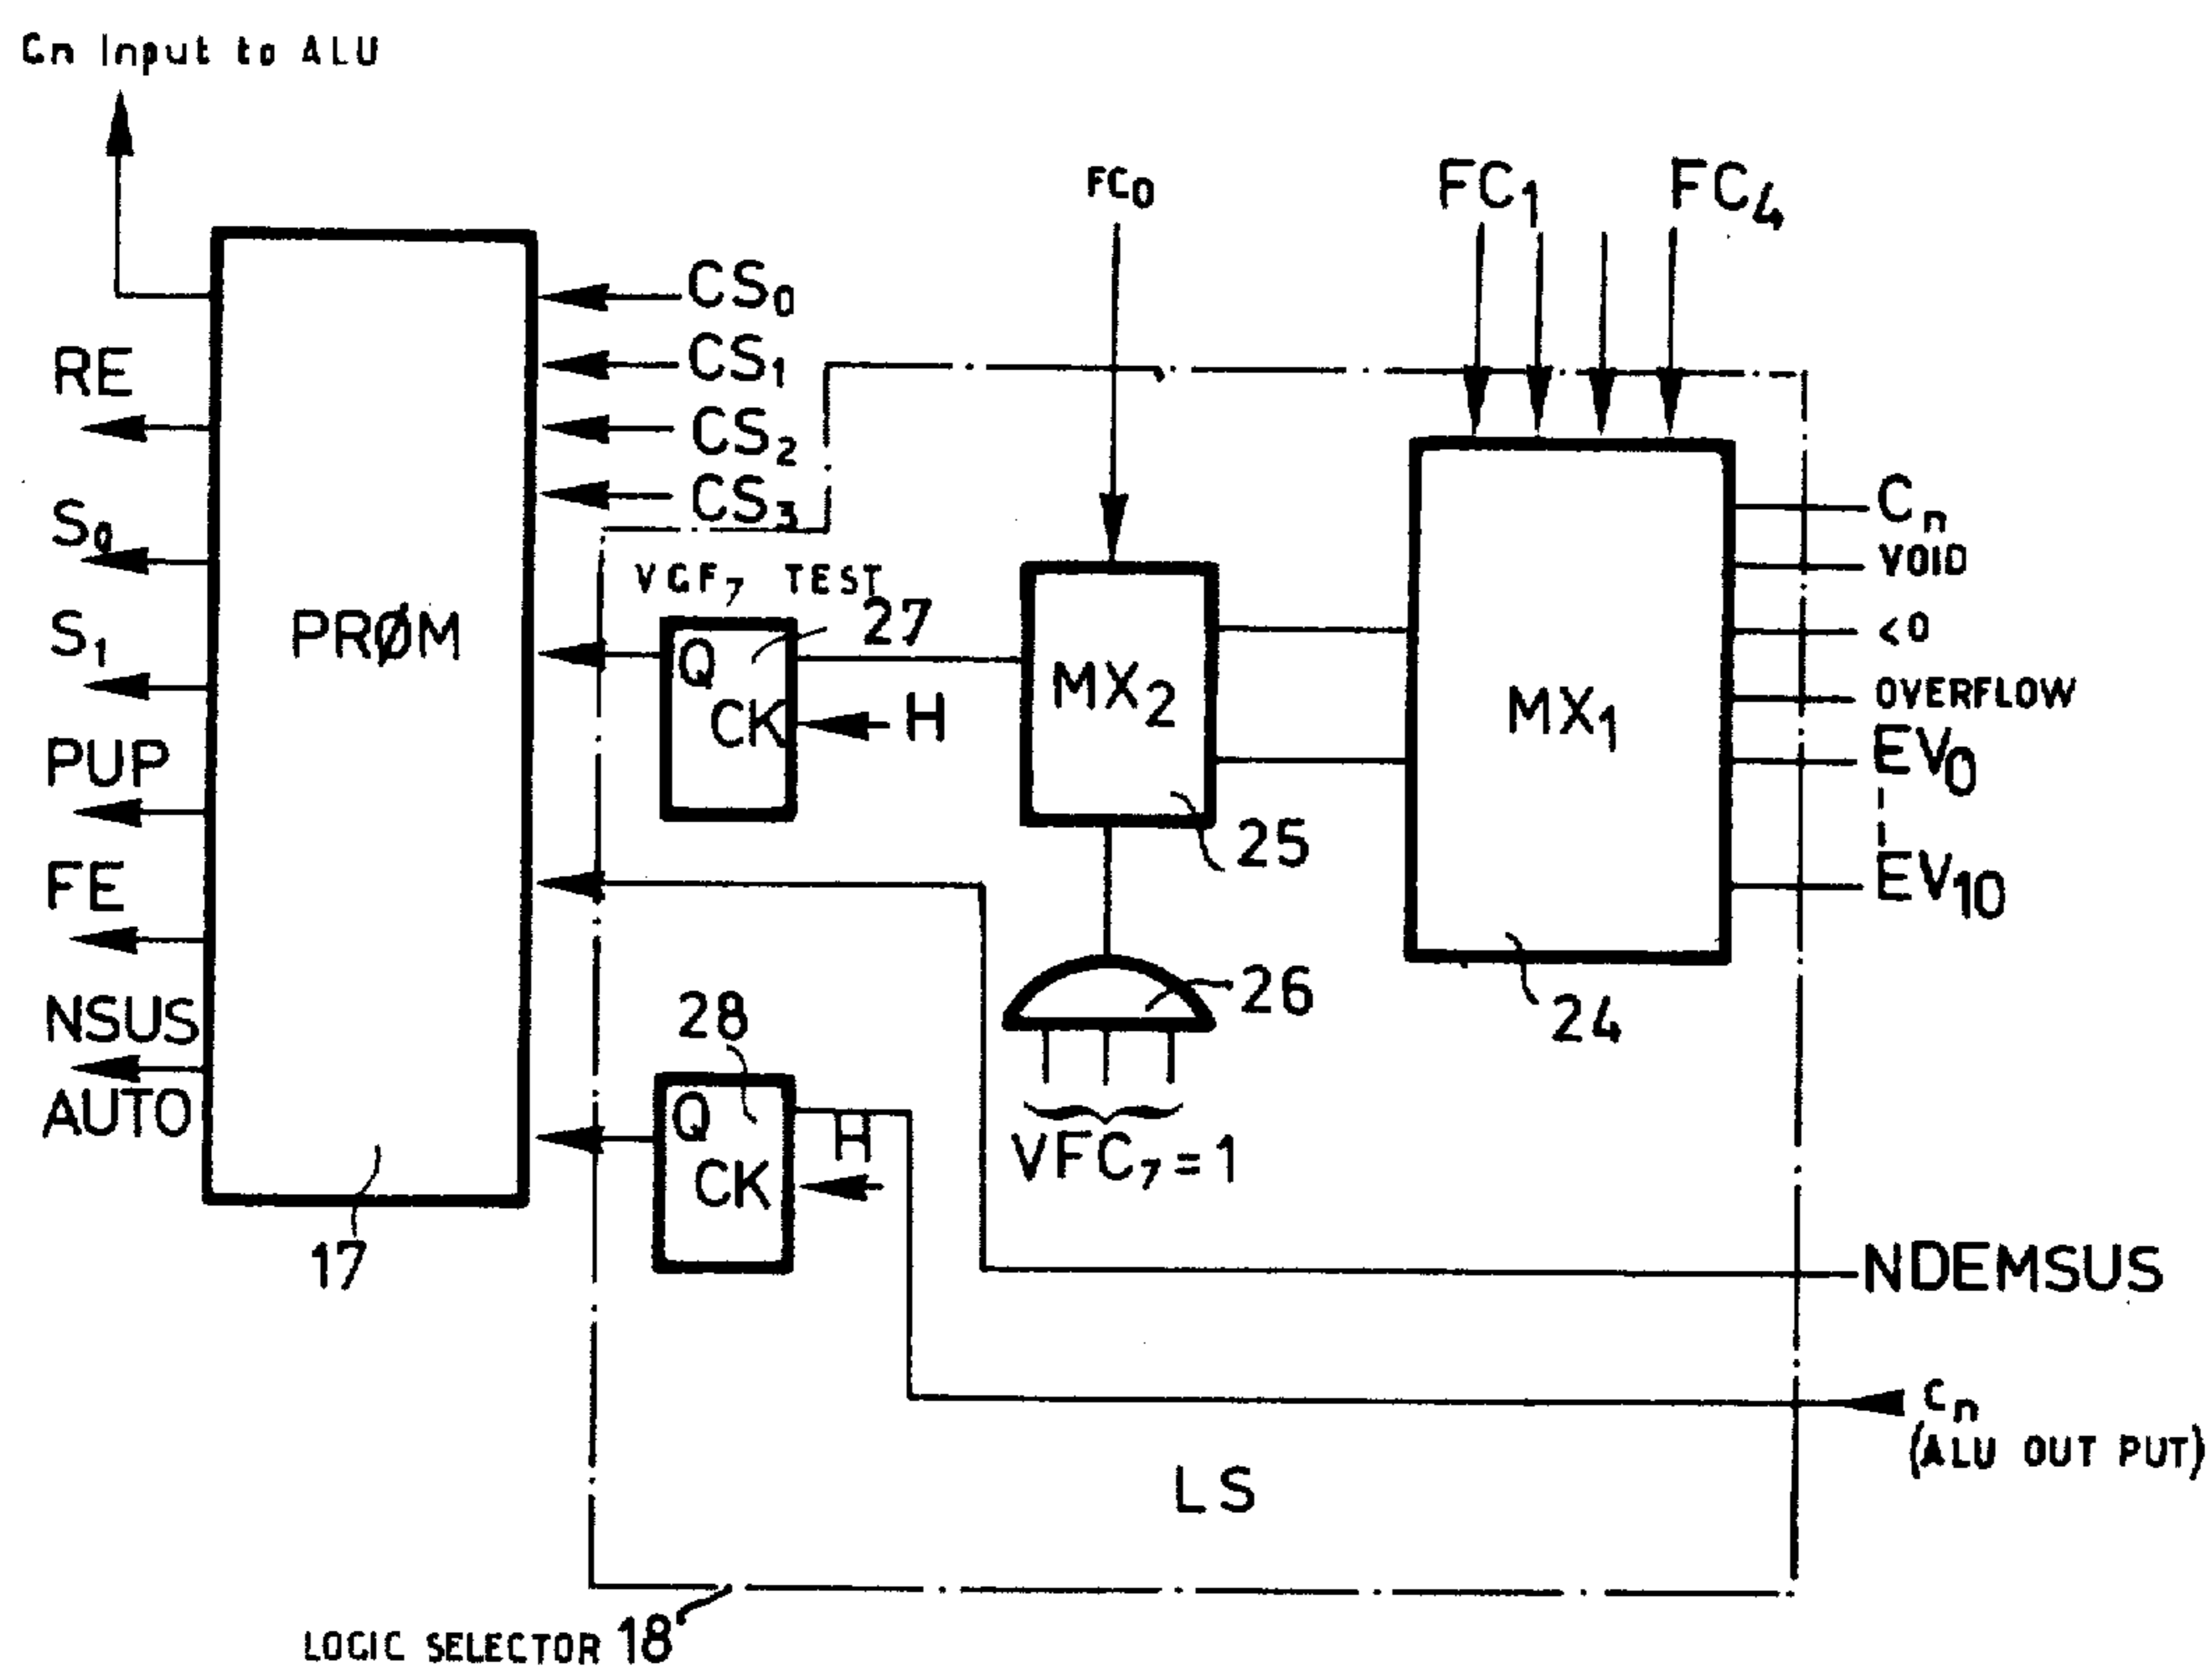 Cn Input to ALU
FC0
FC1
FC4
CS0
CS1
CS2
CS3
RE
S0
S1
PUP
FE
NSUS
AUTO
PRØM
17
VCF7 TEST
27
Q
CK
H
MX2
25
MX1
24
Cn
VOID
<0
OVERFLOW
EV0
EV10
26
VFC7=1
28
Q
CK
H
NDEMSUS
Cn
(ALU OUT PUT)
LS
LOGIC SELECTOR 18